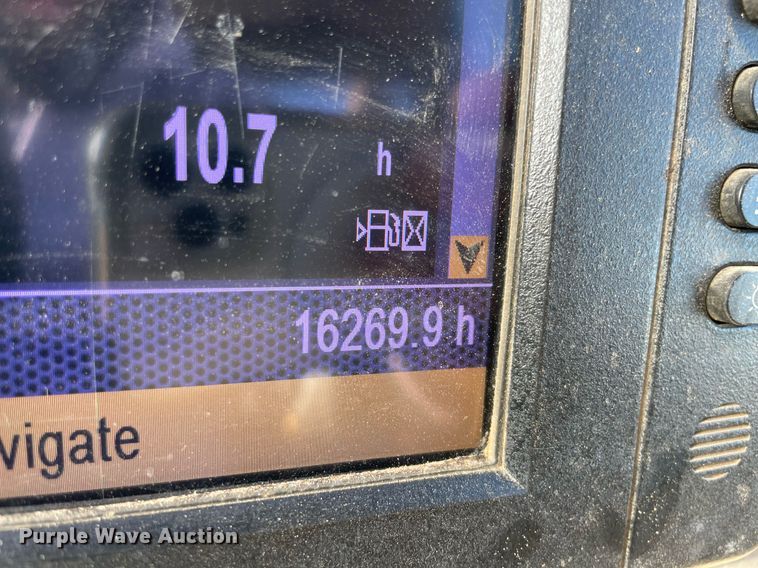 10.7 h
16269.9 h
vigate
Purple Wave Auction